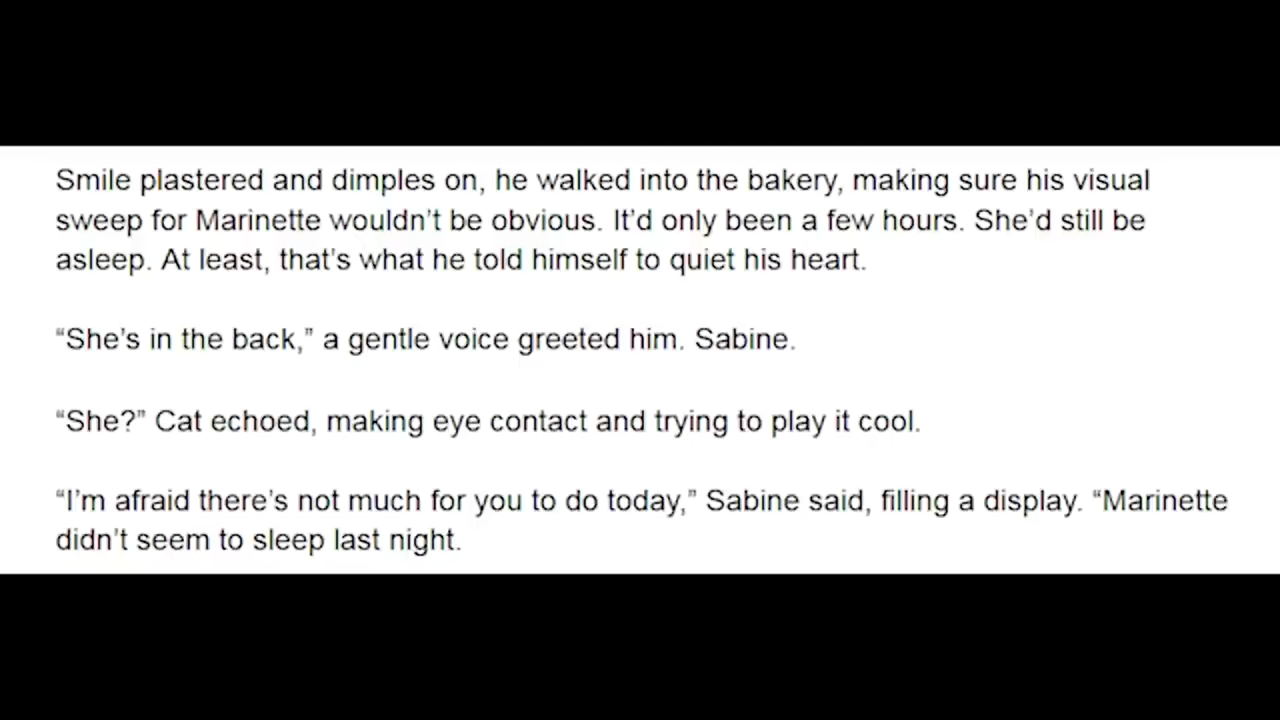 Smile plastered and dimples on, he walked into the bakery, making sure his visual
sweep for Marinette wouldn’t be obvious. It’d only been a few hours. She’d still be
asleep. At least, that’s what he told himself to quiet his heart.
“She’s in the back,” a gentle voice greeted him. Sabine.
“She?” Cat echoed, making eye contact and trying to play it cool.
“I’m afraid there’s not much for you to do today,” Sabine said, filling a display. “Marinette
didn’t seem to sleep last night.